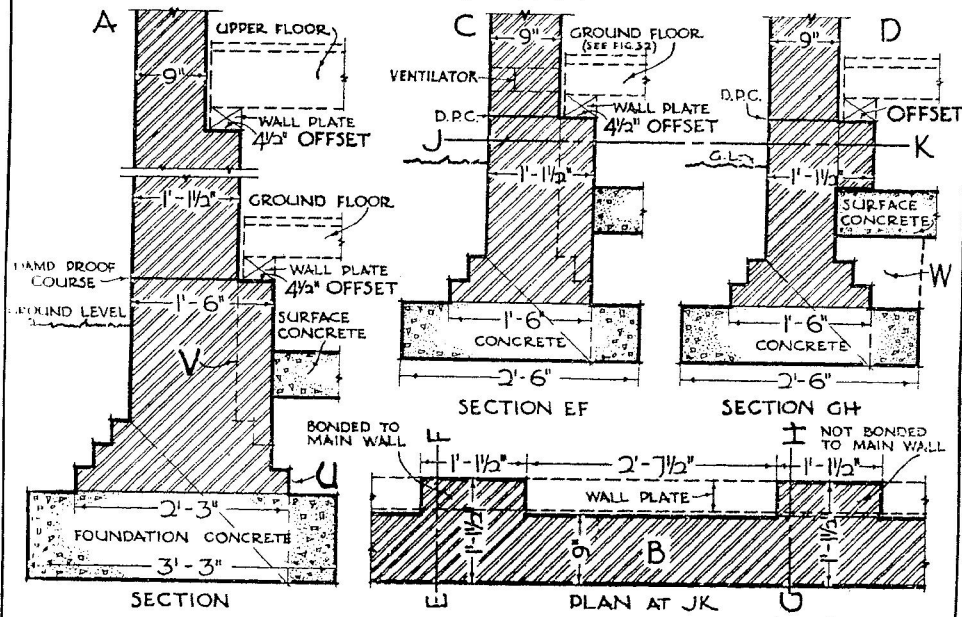 A
UPPER FLOOR
9"
WALL PLATE
4½" OFFSET
1'-1½"
GROUND FLOOR
WALL PLATE
4½" OFFSET
DAMP PROOF
COURSE
1'-6"
GROUND LEVEL
SURFACE
CONCRETE
V
U
2'-3"
FOUNDATION CONCRETE
3'-3"
SECTION
C
9"
GROUND FLOOR
(SEE FIG 32)
VENTILATOR
WALL PLATE
4½" OFFSET
D.P.C.
J
1'-1½"
1'-6"
CONCRETE
2'-6"
SECTION EF
D
9"
D.P.C.
OFFSET
K
G.L.
1'-1½"
SURFACE
CONCRETE
W
1'-6"
CONCRETE
2'-6"
SECTION GH
BONDED TO
MAIN WALL
F
1'-1½"
2'-7½"
H
1'-1½"
NOT BONDED
TO MAIN WALL
WALL PLATE
1'-1½"
9"
B
1'-1½"
E
PLAN AT JK
G